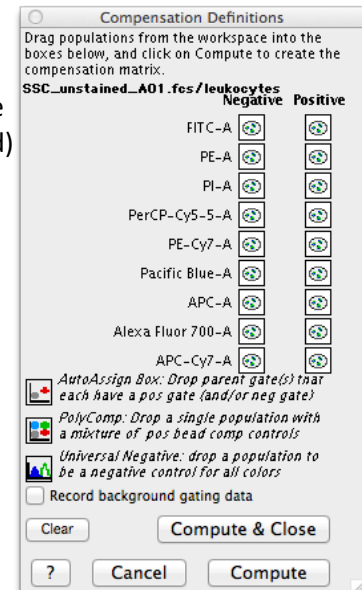 Compensation Definitions
Drag populations from the workspace into the
boxes below, and click on Compute to create the
compensation matrix.
SSC_unstained_A01.fcs/leukocytes
Negative Positive
FITC-A
PE-A
PI-A
PerCP-Cy5-5-A
PE-Cy7-A
Pacific Blue-A
APC-A
Alexa Fluor 700-A
APC-Cy7-A
AutoAssign Box: Drop parent gate(s) that
each have a pos gate (and/or neg gate)
PolyComp: Drop a single population with
a mixture of pos bead comp controls
Universal Negative: drop a population to
be a negative control for all colors
Record background gating data
Clear
Compute & Close
?
Cancel
Compute